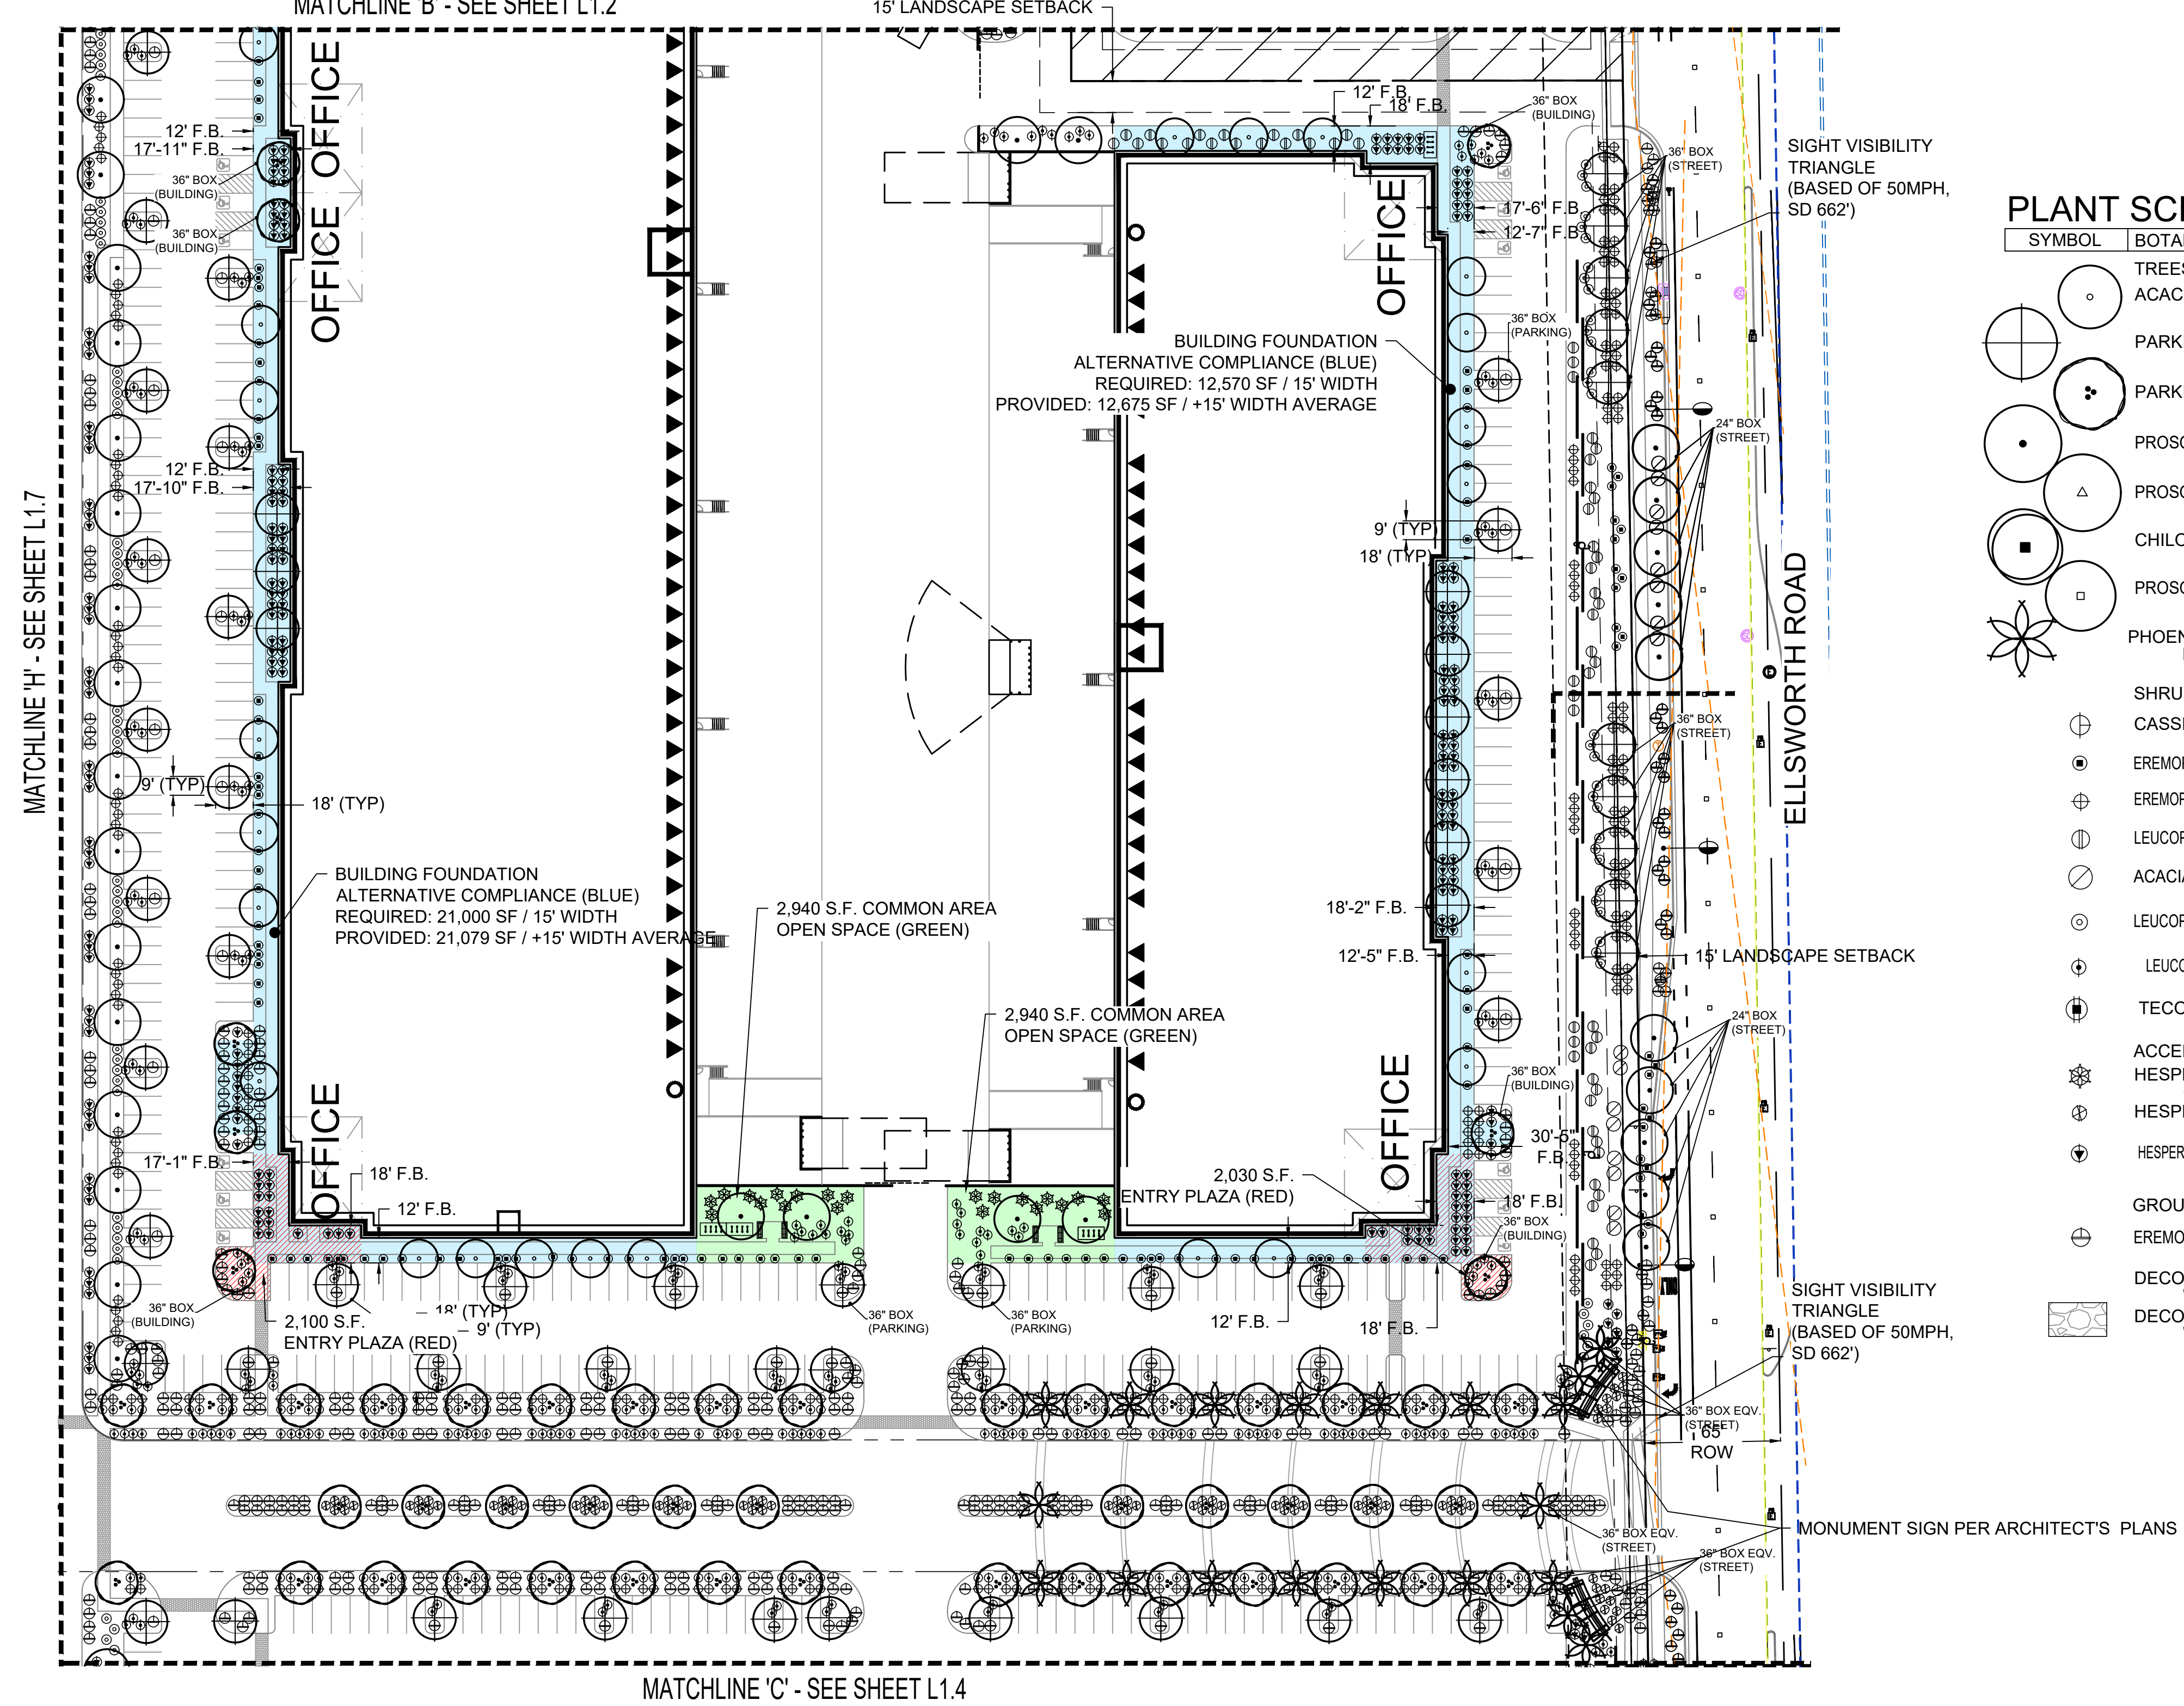 MATCHLINE 'B' - SEE SHEET L1.2
15' LANDSCAPE SETBACK
OFFICE
OFFICE
12' F.B.
17'-11" F.B.
36" BOX
(BUILDING)
36" BOX
(BUILDING)
12' F.B.
18' F.B.
36" BOX
(BUILDING)
OFFICE
17'-6" F.B.
12'-7" F.B.
36" BOX
(STREET)
SIGHT VISIBILITY
TRIANGLE
(BASED OF 50MPH,
SD 662')
36" BOX
(PARKING)
BUILDING FOUNDATION
ALTERNATIVE COMPLIANCE (BLUE)
REQUIRED: 12,570 SF / 15' WIDTH
PROVIDED: 12,675 SF / +15' WIDTH AVERAGE
24" BOX
(STREET)
12' F.B.
17'-10" F.B.
MATCHLINE 'H' - SEE SHEET L1.7
9' (TYP)
18' (TYP)
ELLSWORTH ROAD
36" BOX
(STREET)
9' (TYP)
18' (TYP)
BUILDING FOUNDATION
ALTERNATIVE COMPLIANCE (BLUE)
REQUIRED: 21,000 SF / 15' WIDTH
PROVIDED: 21,079 SF / +15' WIDTH AVERAGE
2,940 S.F. COMMON AREA
OPEN SPACE (GREEN)
18'-2" F.B.
12'-5" F.B.
15' LANDSCAPE SETBACK
2,940 S.F. COMMON AREA
OPEN SPACE (GREEN)
24" BOX
(STREET)
OFFICE
OFFICE
36" BOX
(BUILDING)
30'-5"
F.B.
17'-1" F.B.
18' F.B.
12' F.B.
2,030 S.F.
ENTRY PLAZA (RED)
18' F.B.
36" BOX
(BUILDING)
36" BOX
(BUILDING)
2,100 S.F.
ENTRY PLAZA (RED)
18' (TYP)
9' (TYP)
36" BOX
(PARKING)
36" BOX
(PARKING)
12' F.B.
18' F.B.
SIGHT VISIBILITY
TRIANGLE
(BASED OF 50MPH,
SD 662')
36" BOX EQV.
(STREET)
65'
ROW
MONUMENT SIGN PER ARCHITECT'S PLANS
36" BOX EQV.
(STREET)
36" BOX EQV.
(STREET)
MATCHLINE 'C' - SEE SHEET L1.4
PLANT SC
SYMBOL
BOTA
TREES
ACAC
PARK
PARK
PROSO
PROSO
CHILO
PROSO
PHOEN
SHRU
CASSI
EREMOP
EREMOP
LEUCOP
ACACIA
LEUCOP
LEUCO
TECO
ACCE
HESPE
HESPE
HESPER
GROU
EREMO
DECO
DECO